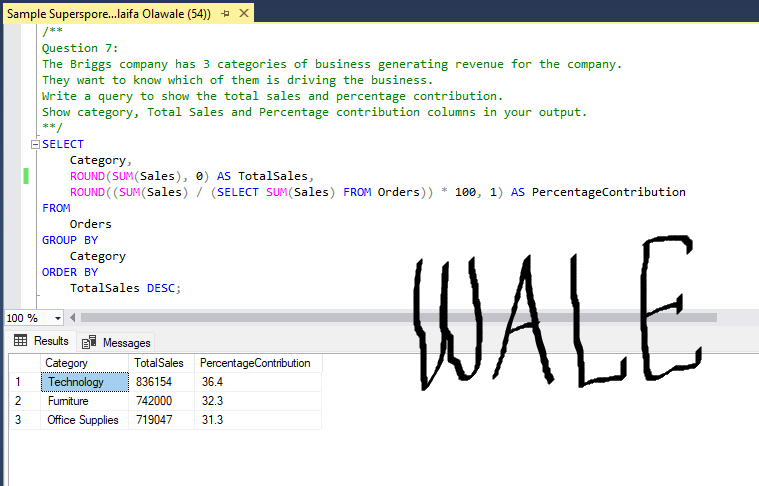 Sample Superspore...laifa Olawale (54))
/**
Question 7:
The Briggs company has 3 categories of business generating revenue for the company.
They want to know which of them is driving the business.
Write a query to show the total sales and percentage contribution.
Show category, Total Sales and Percentage contribution columns in your output.
**/
SELECT
Category,
ROUND(SUM(Sales), 0) AS TotalSales,
ROUND((SUM(Sales) / (SELECT SUM(Sales) FROM Orders)) * 100, 1) AS PercentageContribution
FROM
Orders
GROUP BY
Category
ORDER BY
TotalSales DESC;
WALE
100 %
Results Messages
Category TotalSales PercentageContribution
1 Technology 836154 36.4
2 Furniture 742000 32.3
3 Office Supplies 719047 31.3